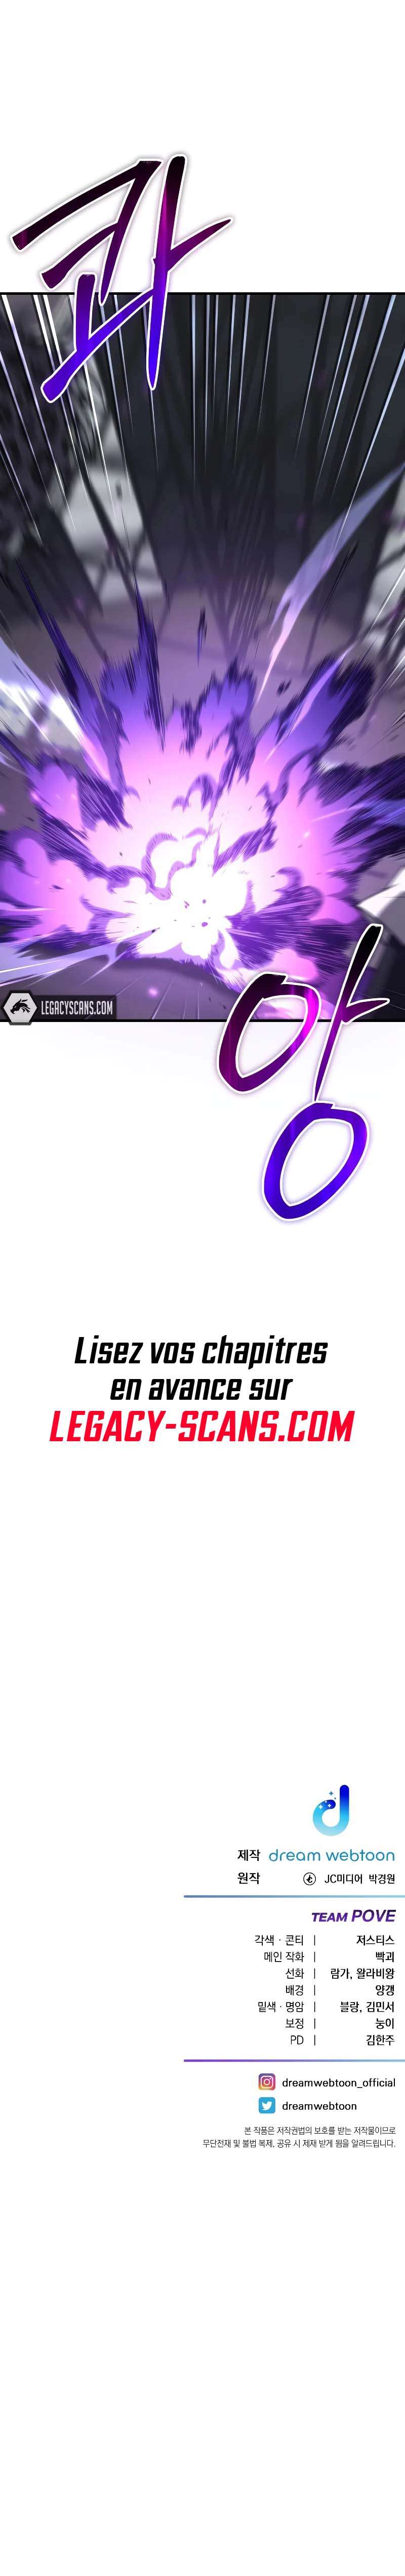 콰
LEGACYSCANS.COM
앙
Lisez vos chapitres
en avance sur
LEGACY-SCANS.COM
제작 dream webtoon
원작 JC미디어 박경원
TEAM POVE
각색 · 콘티 | 저스티스
메인 작화 | 빡괴
선화 | 람가, 왈라비왕
배경 | 양갱
밑색 · 명암 | 블랑, 김민서
보정 | 눙이
PD | 김한주
dreamwebtoon_official
dreamwebtoon
본 작품은 저작권법의 보호를 받는 저작물이므로
무단전재 및 불법 복제, 공유 시 제재 받게 됨을 알려드립니다.